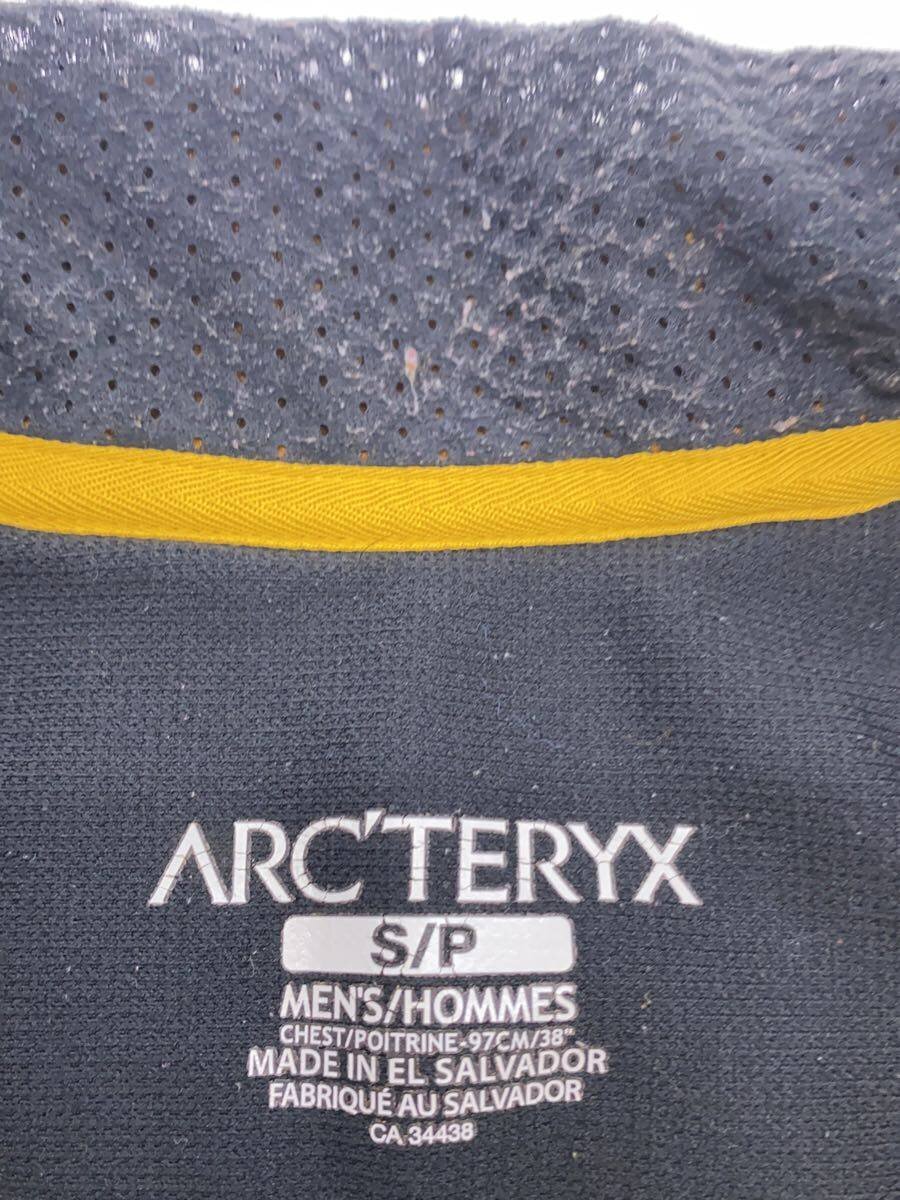 ARC'TERYX
S/P
MEN'S/HOMMES
CHEST/POITRINE-97CM/38"
MADE IN EL SALVADOR
FABRIQUÉ AU SALVADOR
CA 34438